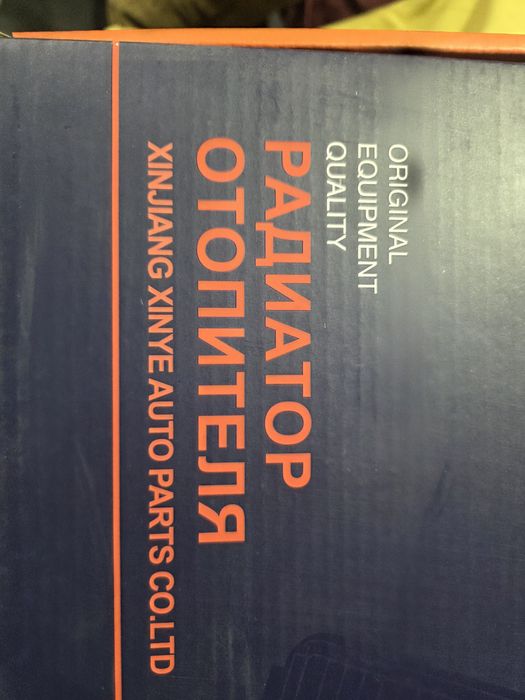 ORIGINAL
EQUIPMENT
QUALITY
РАДИАТОР
ОТОПИТЕЛЯ
XINJIANG XINYE AUTO PARTS CO.LTD